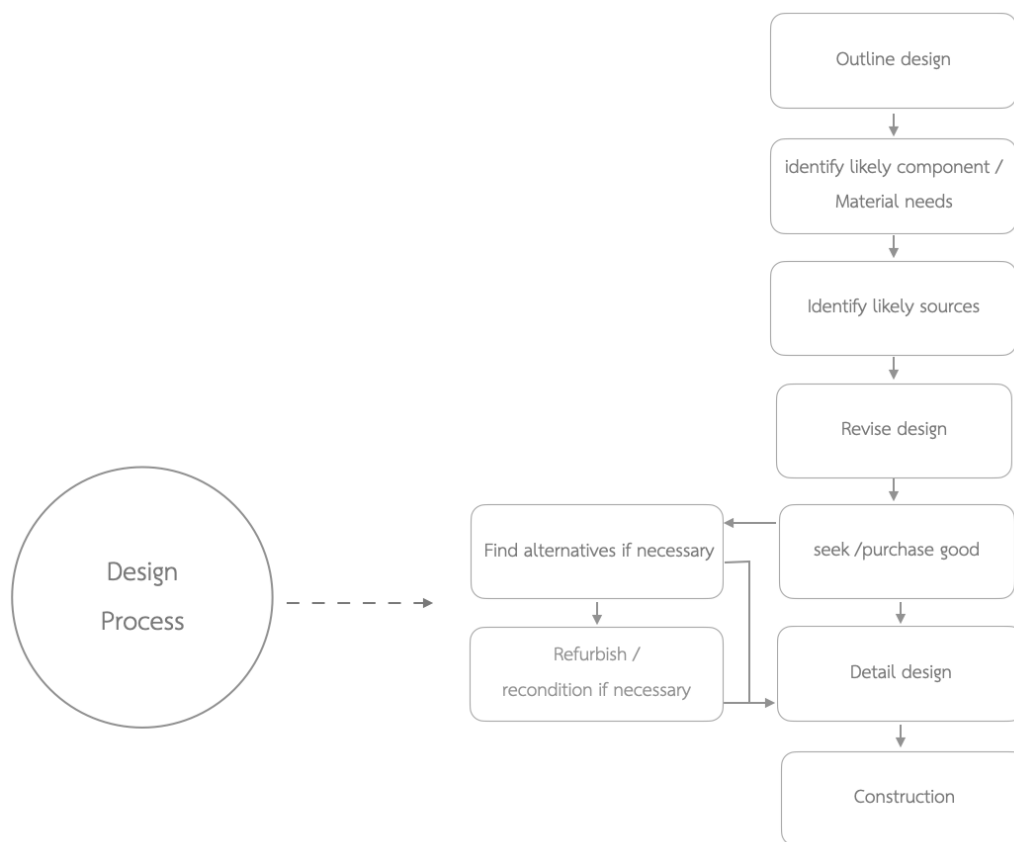 Outline design
identify likely component /
Material needs
Identify likely sources
Revise design
Design
Process
Find alternatives if necessary
seek /purchase good
Refurbish /
recondition if necessary
Detail design
Construction